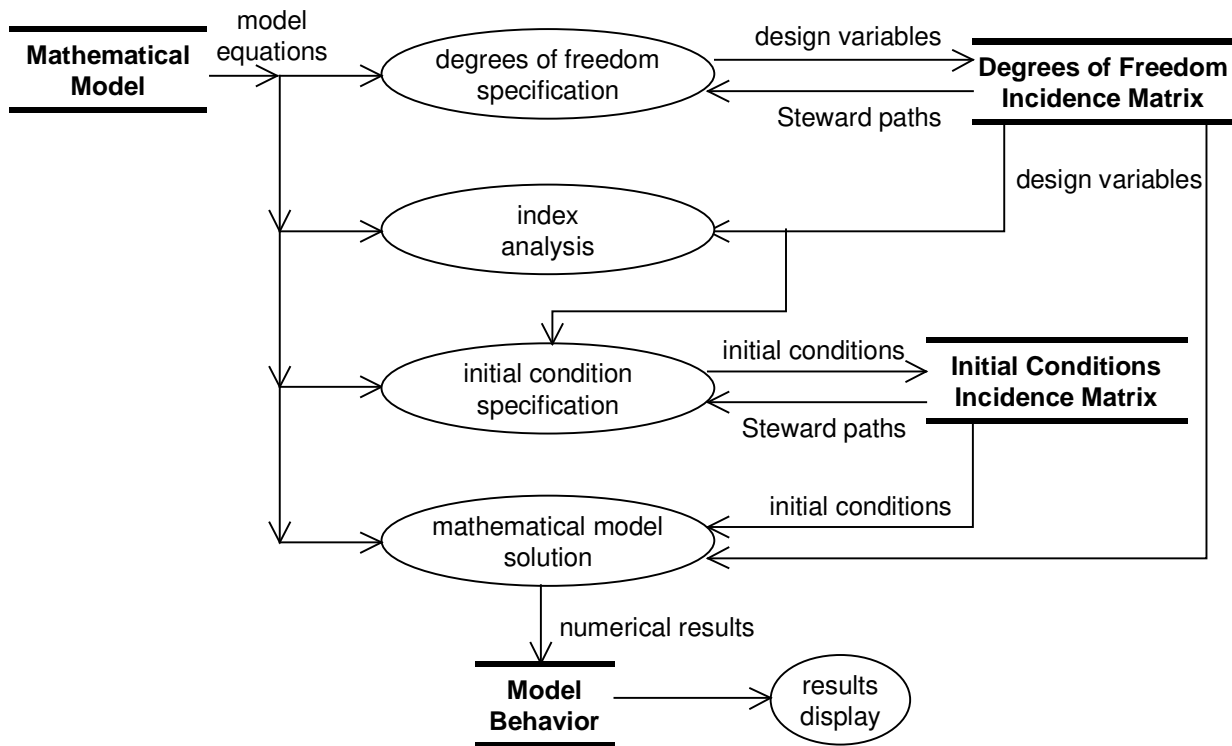 model
equations
Mathematical
Model
degrees of freedom
specification
design variables
Steward paths
Degrees of Freedom
Incidence Matrix
design variables
index
analysis
initial condition
specification
initial conditions
Steward paths
Initial Conditions
Incidence Matrix
initial conditions
mathematical model
solution
numerical results
Model
Behavior
results
display